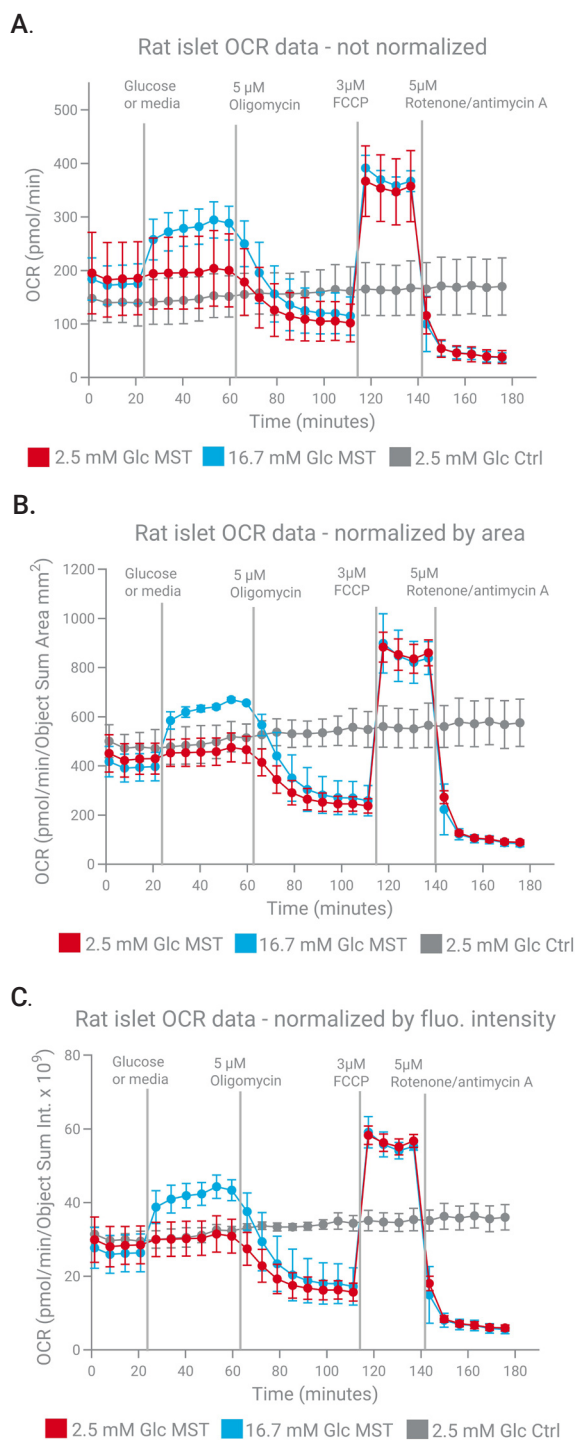 A.
Rat islet OCR data - not normalized
Glucose
or media
5 µM
Oligomycin
3µM
FCCP
5µM
Rotenone/antimycin A
OCR (pmol/min)
500
400
300
200
100
0
0 20 40 60 80 100 120 140 160 180
Time (minutes)
2.5 mM Glc MST 16.7 mM Glc MST 2.5 mM Glc Ctrl
B.
Rat islet OCR data - normalized by area
Glucose
or media
5 µM
Oligomycin
3µM
FCCP
5µM
Rotenone/antimycin A
OCR (pmol/min/Object Sum Area mm²)
1200
1000
800
600
400
200
0
0 20 40 60 80 100 120 140 160 180
Time (minutes)
2.5 mM Glc MST 16.7 mM Glc MST 2.5 mM Glc Ctrl
C.
Rat islet OCR data - normalized by fluo. intensity
Glucose
or media
5 µM
Oligomycin
3µM
FCCP
5µM
Rotenone/antimycin A
OCR (pmol/min/Object Sum Int. x 10⁹)
80
60
40
20
0
0 20 40 60 80 100 120 140 160 180
Time (minutes)
2.5 mM Glc MST 16.7 mM Glc MST 2.5 mM Glc Ctrl